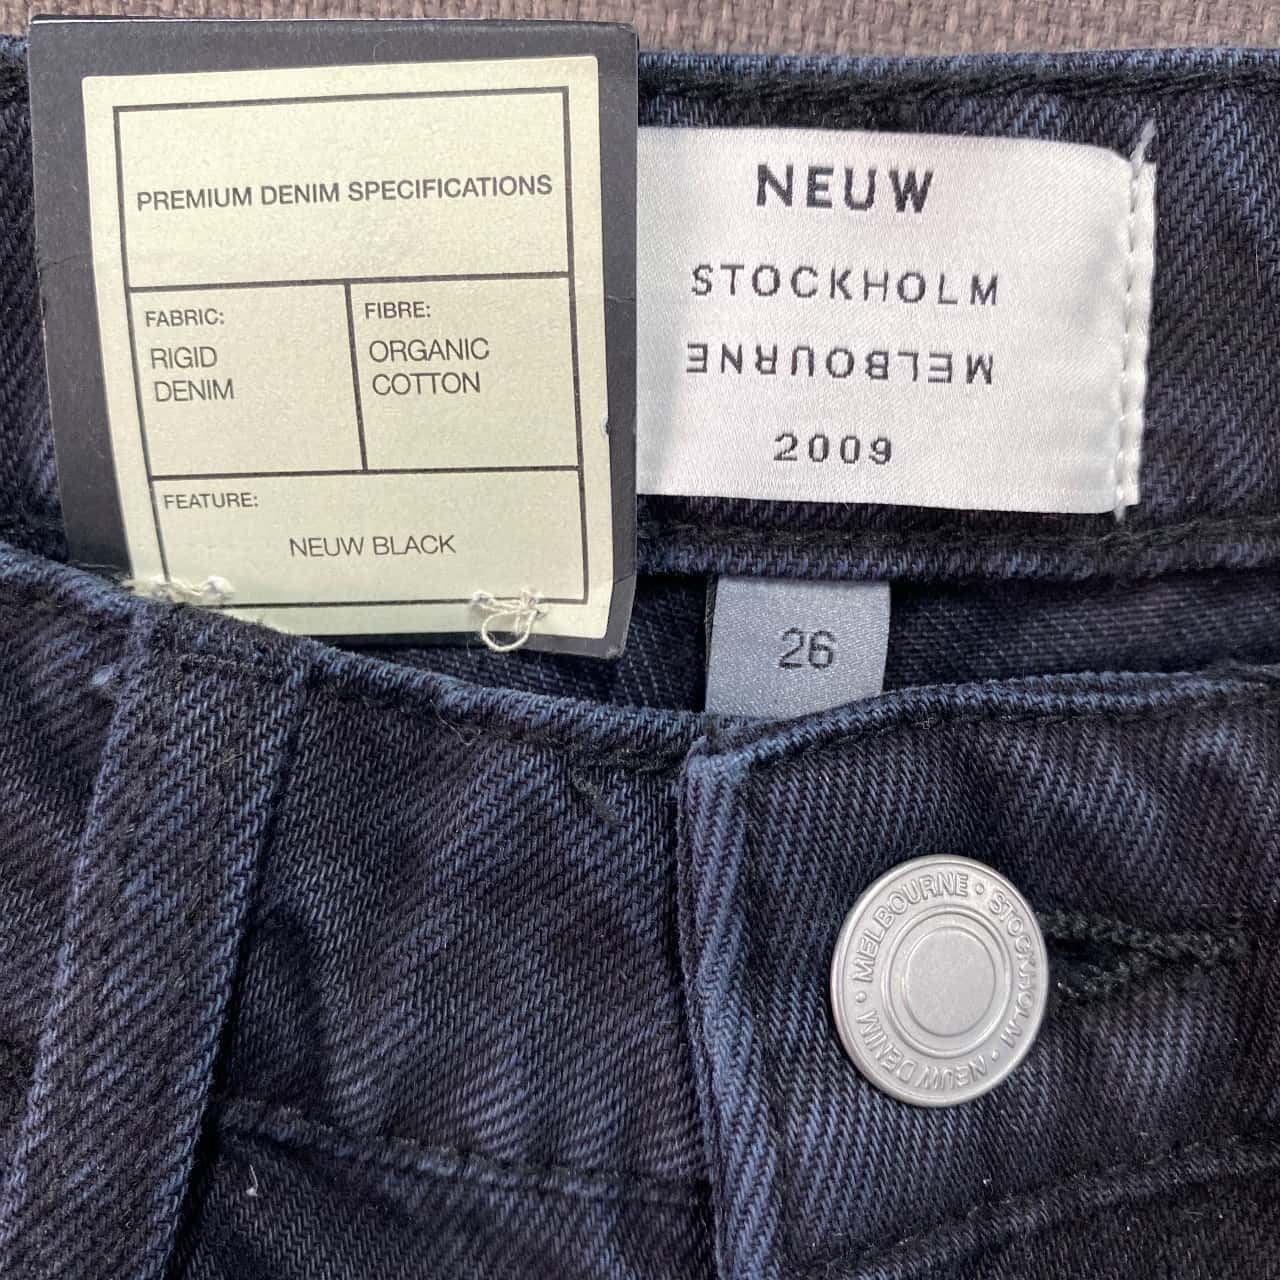 PREMIUM DENIM SPECIFICATIONS
FABRIC:
RIGID
DENIM
FIBRE:
ORGANIC
COTTON
FEATURE:
NEUW BLACK
NEUW
STOCKHOLM
MELBOURNE
2009
26
MELBOURNE • STOCKHOLM • NEUW DENIM •